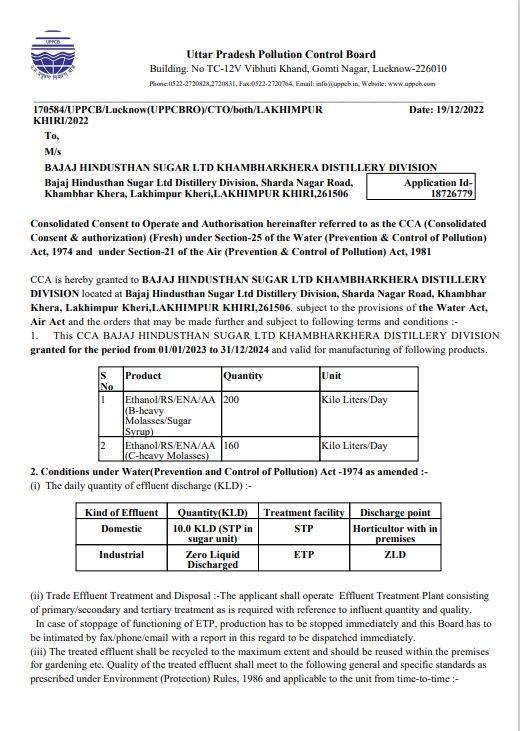 UPPCB
Uttar Pradesh Pollution Control Board
Building. No TC-12V Vibhuti Khand, Gomti Nagar, Lucknow-226010
Phone:0522-2720828,2720831, Fax:0522-2720764, Email: info@uppcb.in, Website: www.uppcb.com
170584/UPPCB/Lucknow(UPPCBRO)/CTO/both/LAKHIMPUR KHIRI/2022 Date: 19/12/2022
To,
M/s
BAJAJ HINDUSTHAN SUGAR LTD KHAMBHARKHERA DISTILLERY DIVISION
Bajaj Hindusthan Sugar Ltd Distillery Division, Sharda Nagar Road,
Khambhar Khera, Lakhimpur Kheri,LAKHIMPUR KHIRI,261506
Application Id-
18726779
Consolidated Consent to Operate and Authorisation hereinafter referred to as the CCA (Consolidated
Consent & authorization) (Fresh) under Section-25 of the Water (Prevention & Control of Pollution)
Act, 1974 and under Section-21 of the Air (Prevention & Control of Pollution) Act, 1981
CCA is hereby granted to BAJAJ HINDUSTHAN SUGAR LTD KHAMBHARKHERA DISTILLERY
DIVISION located at Bajaj Hindusthan Sugar Ltd Distillery Division, Sharda Nagar Road, Khambhar
Khera, Lakhimpur Kheri,LAKHIMPUR KHIRI,261506. subject to the provisions of the Water Act,
Air Act and the orders that may be made further and subject to following terms and conditions :-
1. This CCA BAJAJ HINDUSTHAN SUGAR LTD KHAMBHARKHERA DISTILLERY DIVISION
granted for the period from 01/01/2023 to 31/12/2024 and valid for manufacturing of following products.
S No Product Quantity Unit
1 Ethanol/RS/ENA/AA (B-heavy Molasses/Sugar Syrup) 200 Kilo Liters/Day
2 Ethanol/RS/ENA/AA (C-heavy Molasses) 160 Kilo Liters/Day
2. Conditions under Water(Prevention and Control of Pollution) Act -1974 as amended :-
(i) The daily quantity of effluent discharge (KLD) :-
Kind of Effluent Quantity(KLD) Treatment facility Discharge point
Domestic 10.0 KLD (STP in sugar unit) STP Horticultor with in premises
Industrial Zero Liquid Discharged ETP ZLD
(ii) Trade Effluent Treatment and Disposal :-The applicant shall operate Effluent Treatment Plant consisting
of primary/secondary and tertiary treatment as is required with reference to influent quantity and quality.
In case of stoppage of functioning of ETP, production has to be stopped immediately and this Board has to
be intimated by fax/phone/email with a report in this regard to be dispatched immediately.
(iii) The treated effluent shall be recycled to the maximum extent and should be reused within the premises
for gardening etc. Quality of the treated effluent shall meet to the following general and specific standards as
prescribed under Environment (Protection) Rules, 1986 and applicable to the unit from time-to-time :-